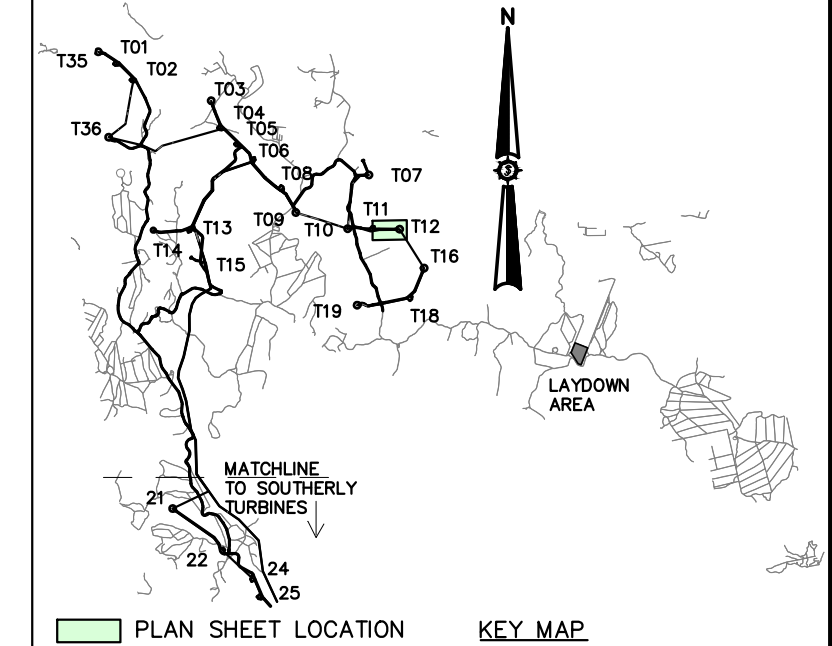 N
T01
T35
T02
T03
T04
T36
T05
T06
T08
T07
T09
T11
T10
T12
T13
T14
T15
T16
T19
T18
LAYDOWN
AREA
MATCHLINE
TO SOUTHERLY
TURBINES
21
22
24
25
PLAN SHEET LOCATION
KEY MAP